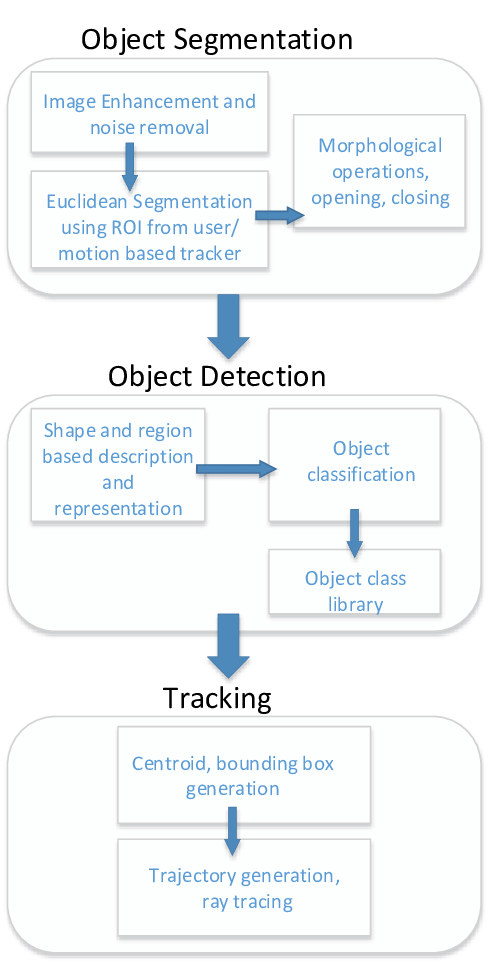 Object Segmentation
Image Enhancement and
noise removal
Euclidean Segmentation
using ROI from user/
motion based tracker
Morphological
operations,
opening, closing
Object Detection
Shape and region
based description
and
representation
Object
classification
Object class
library
Tracking
Centroid, bounding box
generation
Trajectory generation,
ray tracing